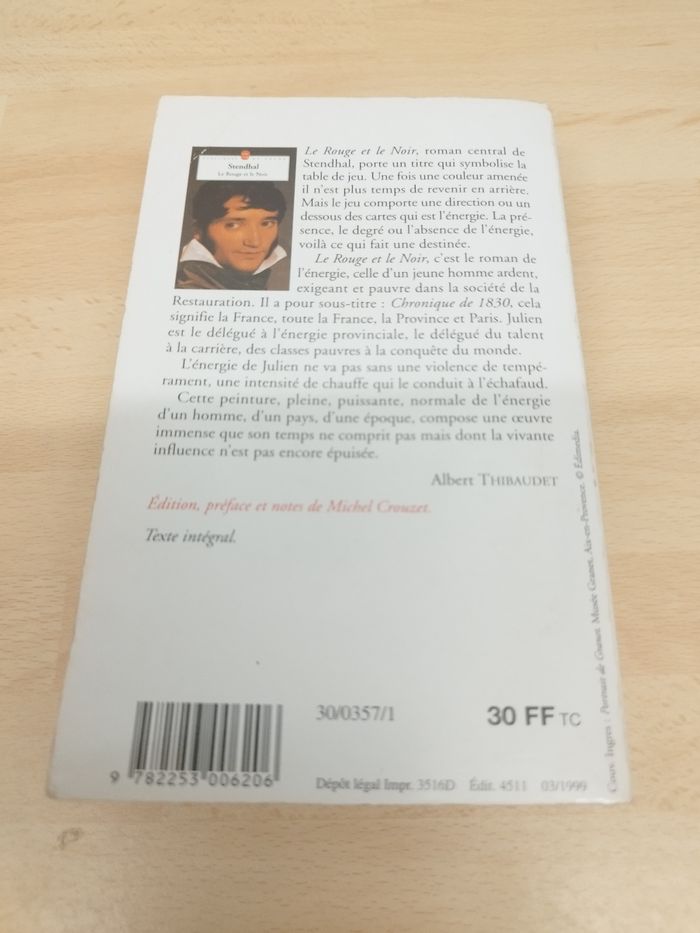 Stendhal
Le Rouge et le Noir
Le Rouge et le Noir, roman central de
Stendhal, porte un titre qui symbolise la
table de jeu. Une fois une couleur amenée
il n'est plus temps de revenir en arrière.
Mais le jeu comporte une direction ou un
dessous des cartes qui est l'énergie. La pré-
sence, le degré ou l'absence de l'énergie,
voilà ce qui fait une destinée.
Le Rouge et le Noir, c'est le roman de
l'énergie, celle d'un jeune homme ardent,
exigeant et pauvre dans la société de la
Restauration. Il a pour sous-titre : Chronique de 1830, cela
signifie la France, toute la France, la Province et Paris. Julien
est le délégué à l'énergie provinciale, le délégué du talent
à la carrière, des classes pauvres à la conquête du monde.
L'énergie de Julien ne va pas sans une violence de tempé-
rament, une intensité de chauffe qui le conduit à l'échafaud.
Cette peinture, pleine, puissante, normale de l'énergie
d'un homme, d'un pays, d'une époque, compose une œuvre
immense que son temps ne comprit pas mais dont la vivante
influence n'est pas encore épuisée.
Albert THIBAUDET
Édition, préface et notes de Michel Crouzet.
Texte intégral.
30/0357/1
30 FF TC
9 782253 006206
Dépôt légal Impr. 3516D Édit. 4511 03/1999
Couv. Ingres : Portrait de Granet. Musée Granet, Aix-en-Provence. © Edimedia.